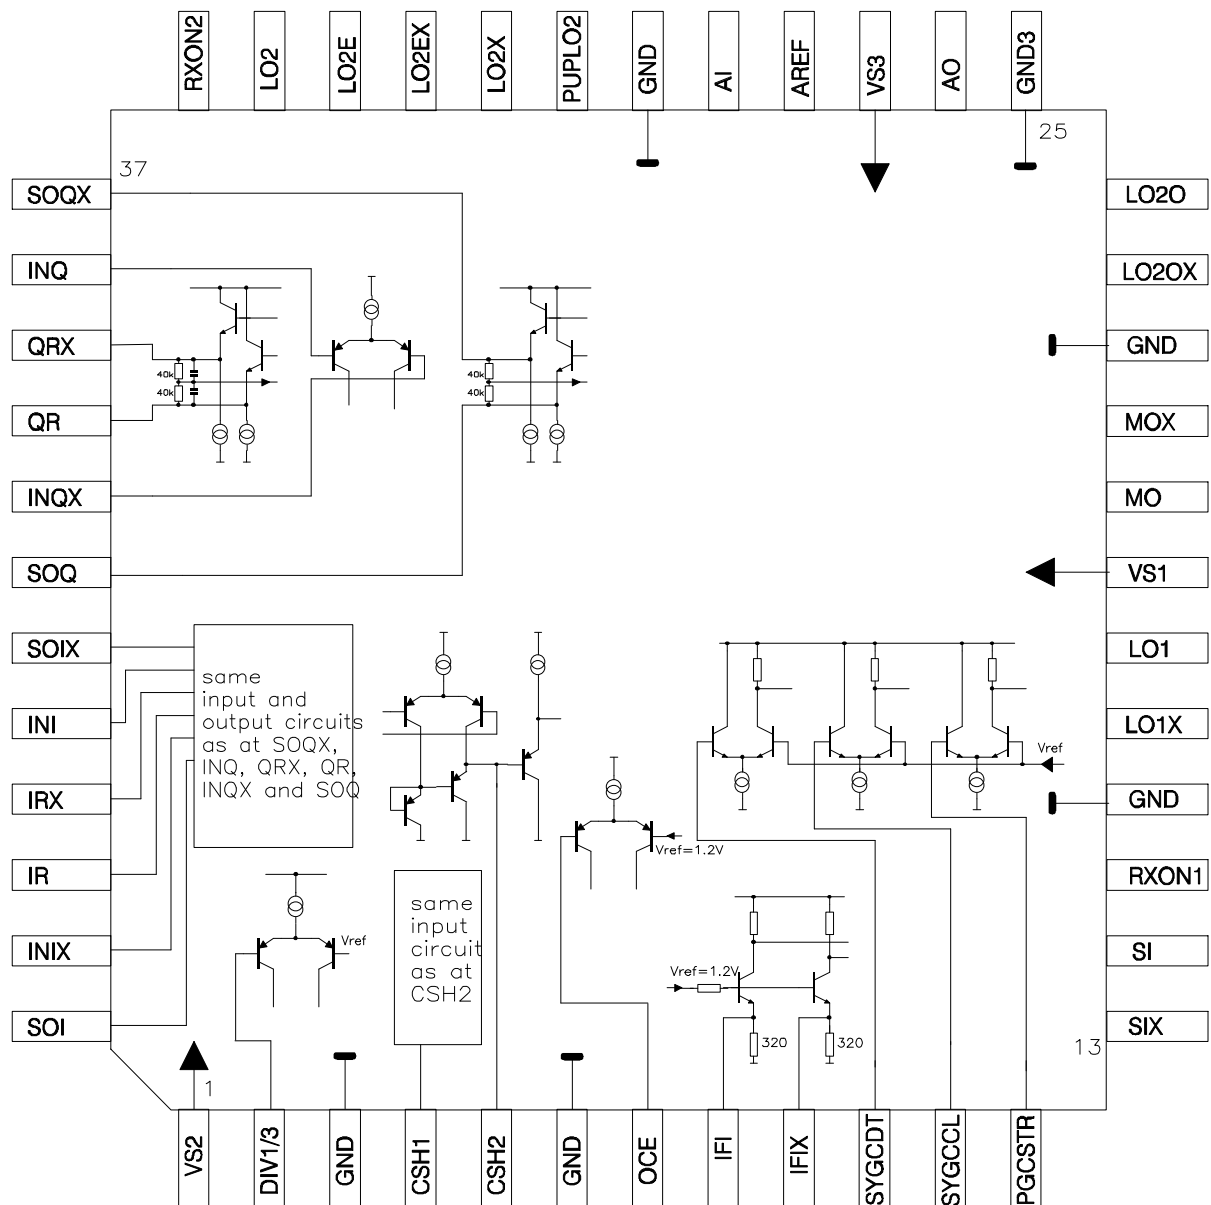 RXON2
LO2
LO2E
LO2EX
LO2X
PUPLO2
GND
AI
AREF
VS3
AO
GND3
25
37
SOQX
INQ
QRX
QR
INQX
SOQ
SOIX
INI
IRX
IR
INIX
SOI
LO2O
LO2OX
GND
MOX
MO
VS1
LO1
LO1X
GND
RXON1
SI
SIX
40k
40k
40k
40k
same
input and
output circuits
as at SOQX,
INQ, QRX, QR,
INQX and SOQ
Vref
Vref=1.2V
Vref
same
input
circuit
as at
CSH2
Vref=1.2V
320
320
13
1
VS2
DIV1/3
GND
CSH1
CSH2
GND
OCE
IFI
IFIX
SYGCDT
SYGCCL
PGCSTR